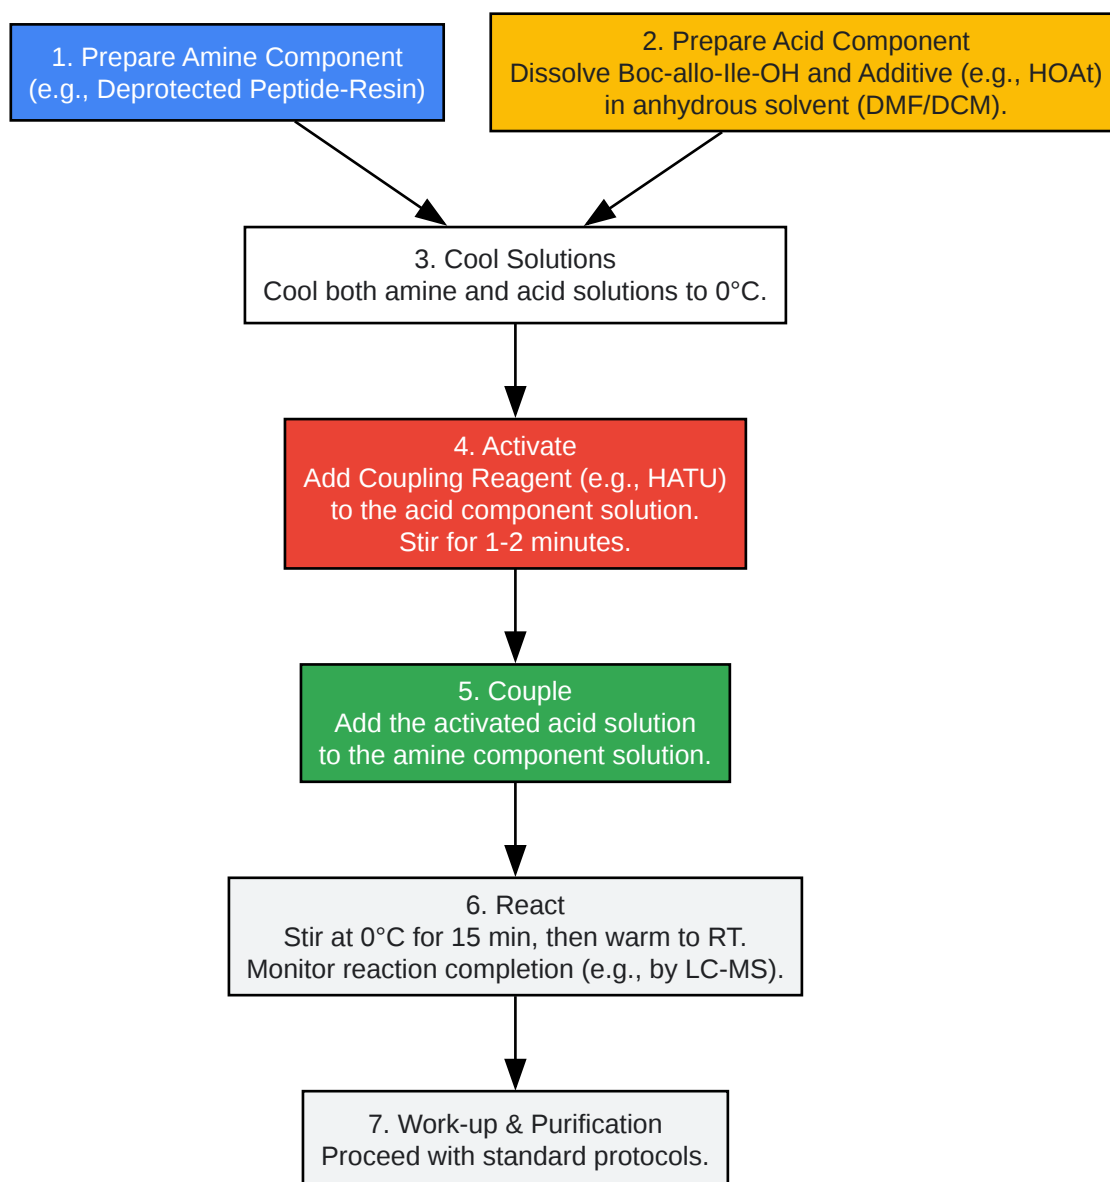 1. Prepare Amine Component
(e.g., Deprotected Peptide-Resin)
2. Prepare Acid Component
Dissolve Boc-allo-Ile-OH and Additive (e.g., HOAt)
in anhydrous solvent (DMF/DCM).
3. Cool Solutions
Cool both amine and acid solutions to 0°C.
4. Activate
Add Coupling Reagent (e.g., HATU)
to the acid component solution.
Stir for 1-2 minutes.
5. Couple
Add the activated acid solution
to the amine component solution.
6. React
Stir at 0°C for 15 min, then warm to RT.
Monitor reaction completion (e.g., by LC-MS).
7. Work-up & Purification
Proceed with standard protocols.